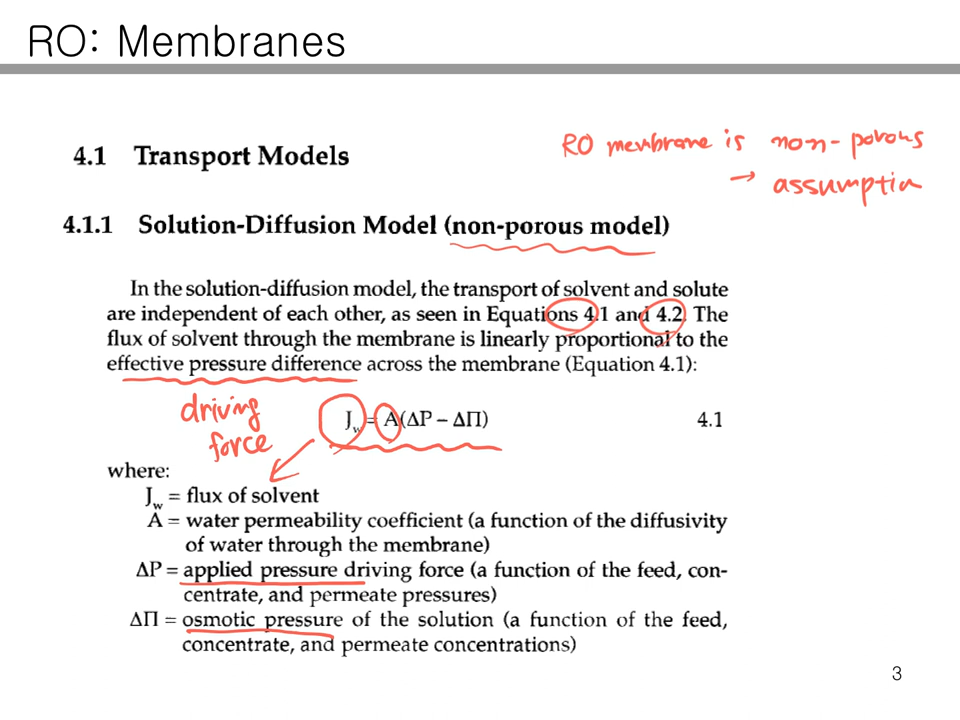 RO: Membranes
4.1 Transport Models
RO membrane is non-porous
→ assumption
4.1.1 Solution-Diffusion Model (non-porous model)
In the solution-diffusion model, the transport of solvent and solute
are independent of each other, as seen in Equations 4.1 and 4.2. The
flux of solvent through the membrane is linearly proportional to the
effective pressure difference across the membrane (Equation 4.1):
driving
force
J_w = A(ΔP – ΔΠ) 4.1
where:
J_w = flux of solvent
A = water permeability coefficient (a function of the diffusivity
of water through the membrane)
ΔP = applied pressure driving force (a function of the feed, con-
centrate, and permeate pressures)
ΔΠ = osmotic pressure of the solution (a function of the feed,
concentrate, and permeate concentrations)
3